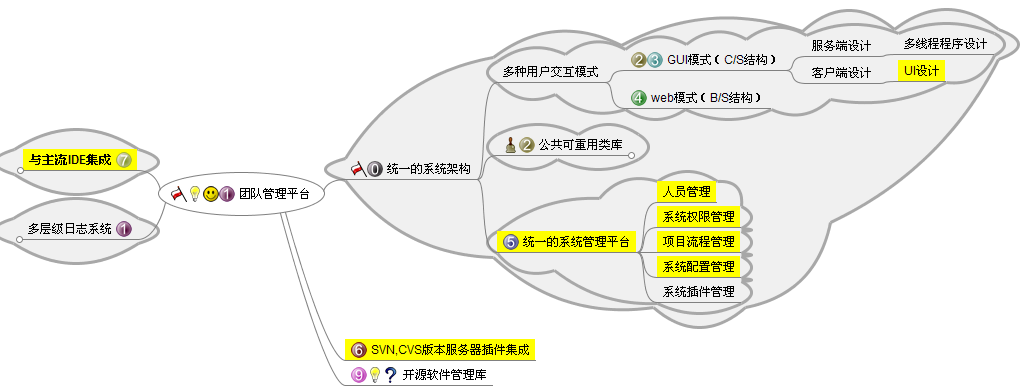 服务端设计
多线程程序设计
② ③ GUI模式（C/S结构）
多种用户交互模式
客户端设计
UI设计
④ web模式（B/S结构）
② 公共可重用类库
与主流IDE集成 ⑦
⓪ 统一的系统架构
① 团队管理平台
人员管理
系统权限管理
多层级日志系统 ①
⑤ 统一的系统管理平台
项目流程管理
系统配置管理
系统插件管理
⑥ SVN,CVS版本服务器插件集成
⑨ ? 开源软件管理库